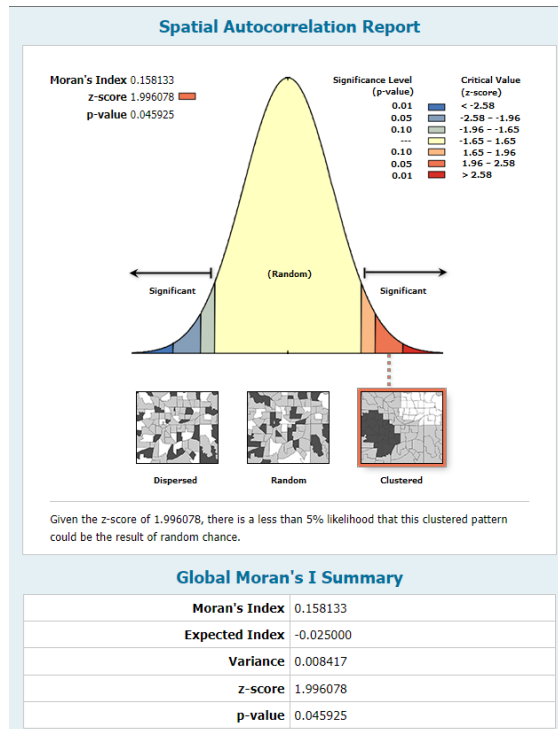 Spatial Autocorrelation Report
Moran's Index 0.158133
z-score 1.996078
p-value 0.045925
Significance Level
(p-value)
Critical Value
(z-score)
0.01 < -2.58
0.05 -2.58 – -1.96
0.10 -1.96 – -1.65
--- -1.65 – 1.65
0.10 1.65 – 1.96
0.05 1.96 – 2.58
0.01 > 2.58
Significant
(Random)
Significant
Dispersed
Random
Clustered
Given the z-score of 1.996078, there is a less than 5% likelihood that this clustered pattern
could be the result of random chance.
Global Moran's I Summary
Moran's Index 0.158133
Expected Index -0.025000
Variance 0.008417
z-score 1.996078
p-value 0.045925